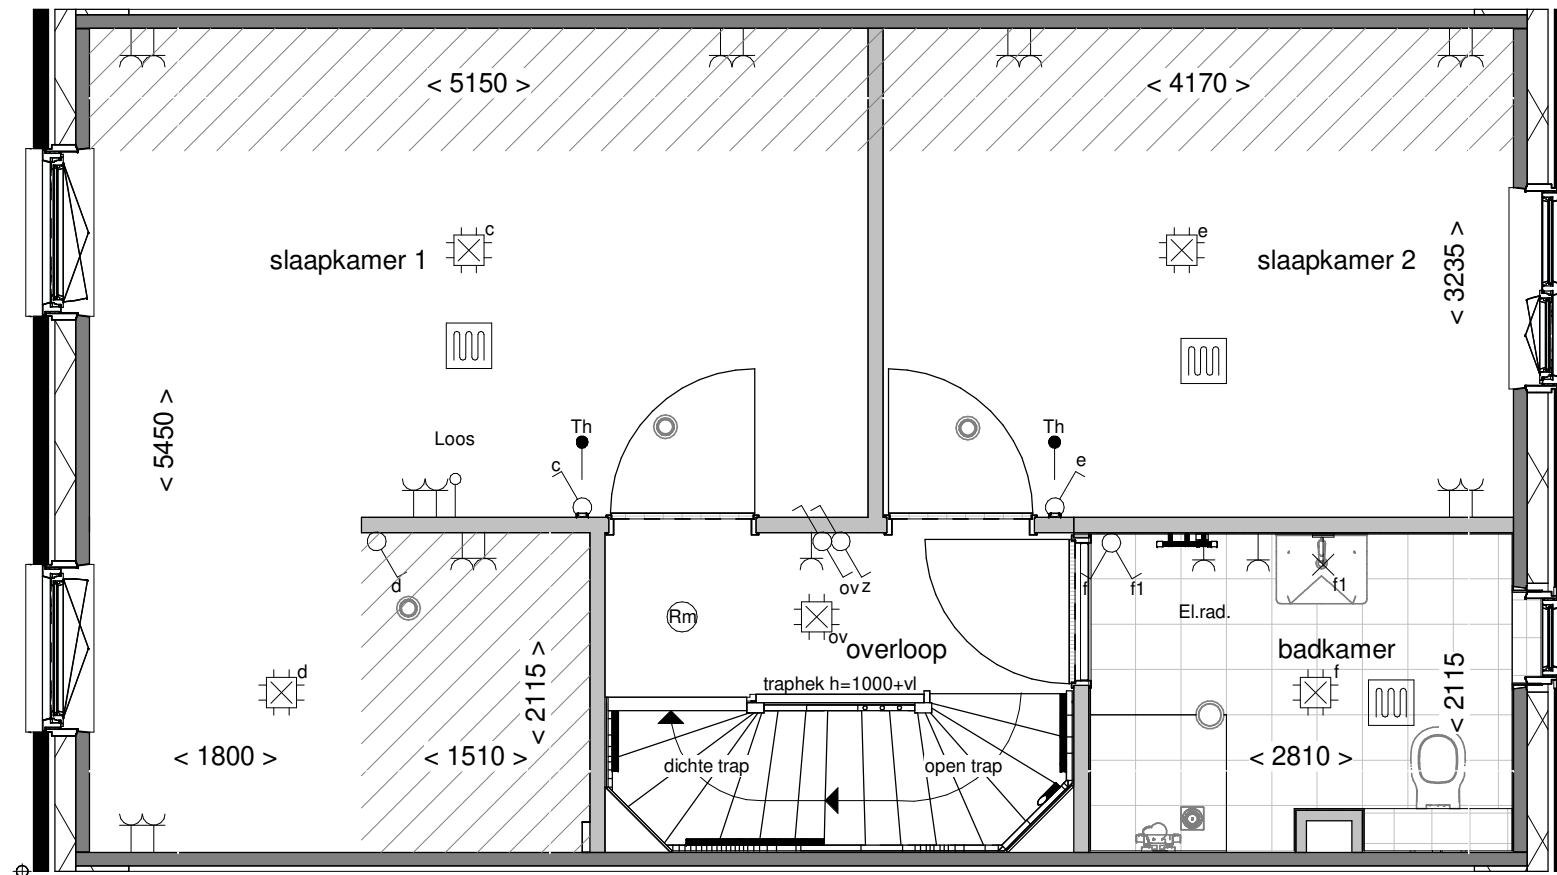 < 5150 >
< 4170 >
c
e
slaapkamer 1
slaapkamer 2
< 3235 >
< 5450 >
Loos
Th
Th
c
e
d
ov z
f
f1
f1
El.rad.
Rm
ov
overloop
badkamer
f
traphek h=1000+vl
d
< 2115 >
< 2115
< 1800 >
< 1510 >
dichte trap
open trap
< 2810 >